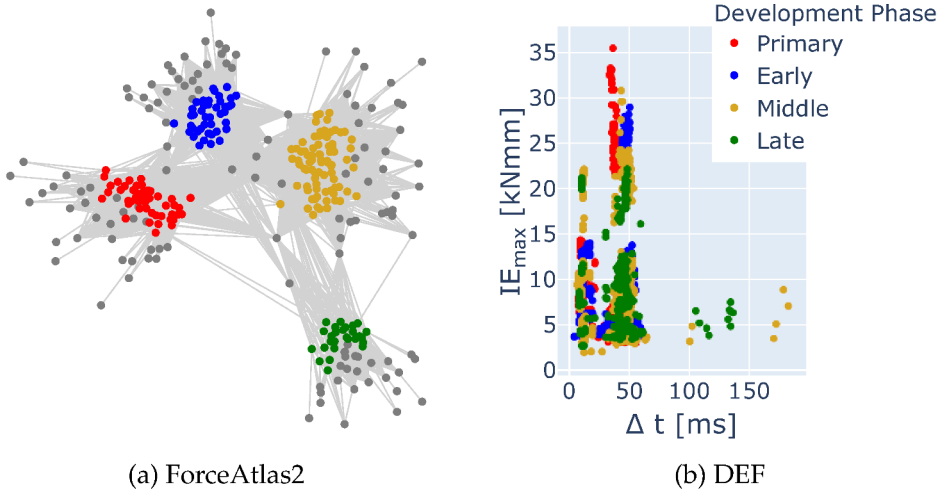 Development Phase
Primary
Early
Middle
Late
35
30
25
20
15
10
5
0
IEmax [kNmm]
0
50
100
150
Δ t [ms]
(a) ForceAtlas2
(b) DEF